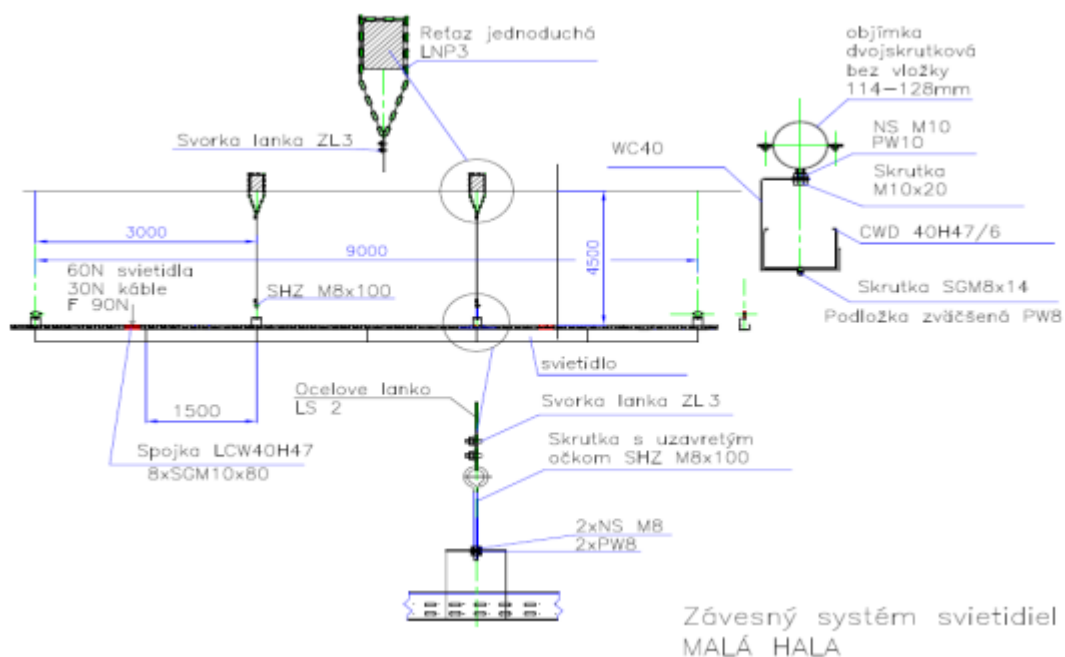 Reťaz jednoduchá
LNP3
objímka
dvojskrutková
bez vložky
114-128mm
Svorka lanka ZL3
WC40
NS M10
PW10
Skrutka
M10x20
CWD 40H47/6
3000
9000
4500
60N svietidla
30N káble
F 90N
SHZ M8x100
Skrutka SGM8x14
Podložka zväčšená PW8
svietidlo
1500
Ocelove lanko
LS 2
Svorka lanka ZL3
Spojka LCW40H47
8xSGM10x80
Skrutka s uzavretým
očkom SHZ M8x100
2xNS M8
2xPW8
Závesný systém svietidiel
MALÁ HALA